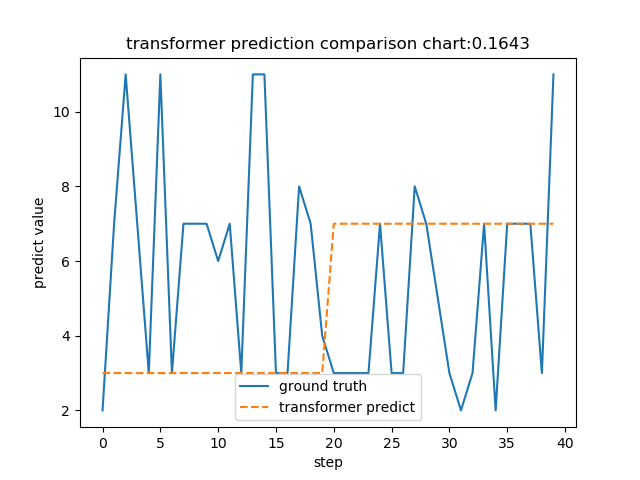 transformer prediction comparison chart:0.1643
predict value
10
8
6
4
2
ground truth
transformer predict
0 5 10 15 20 25 30 35 40
step